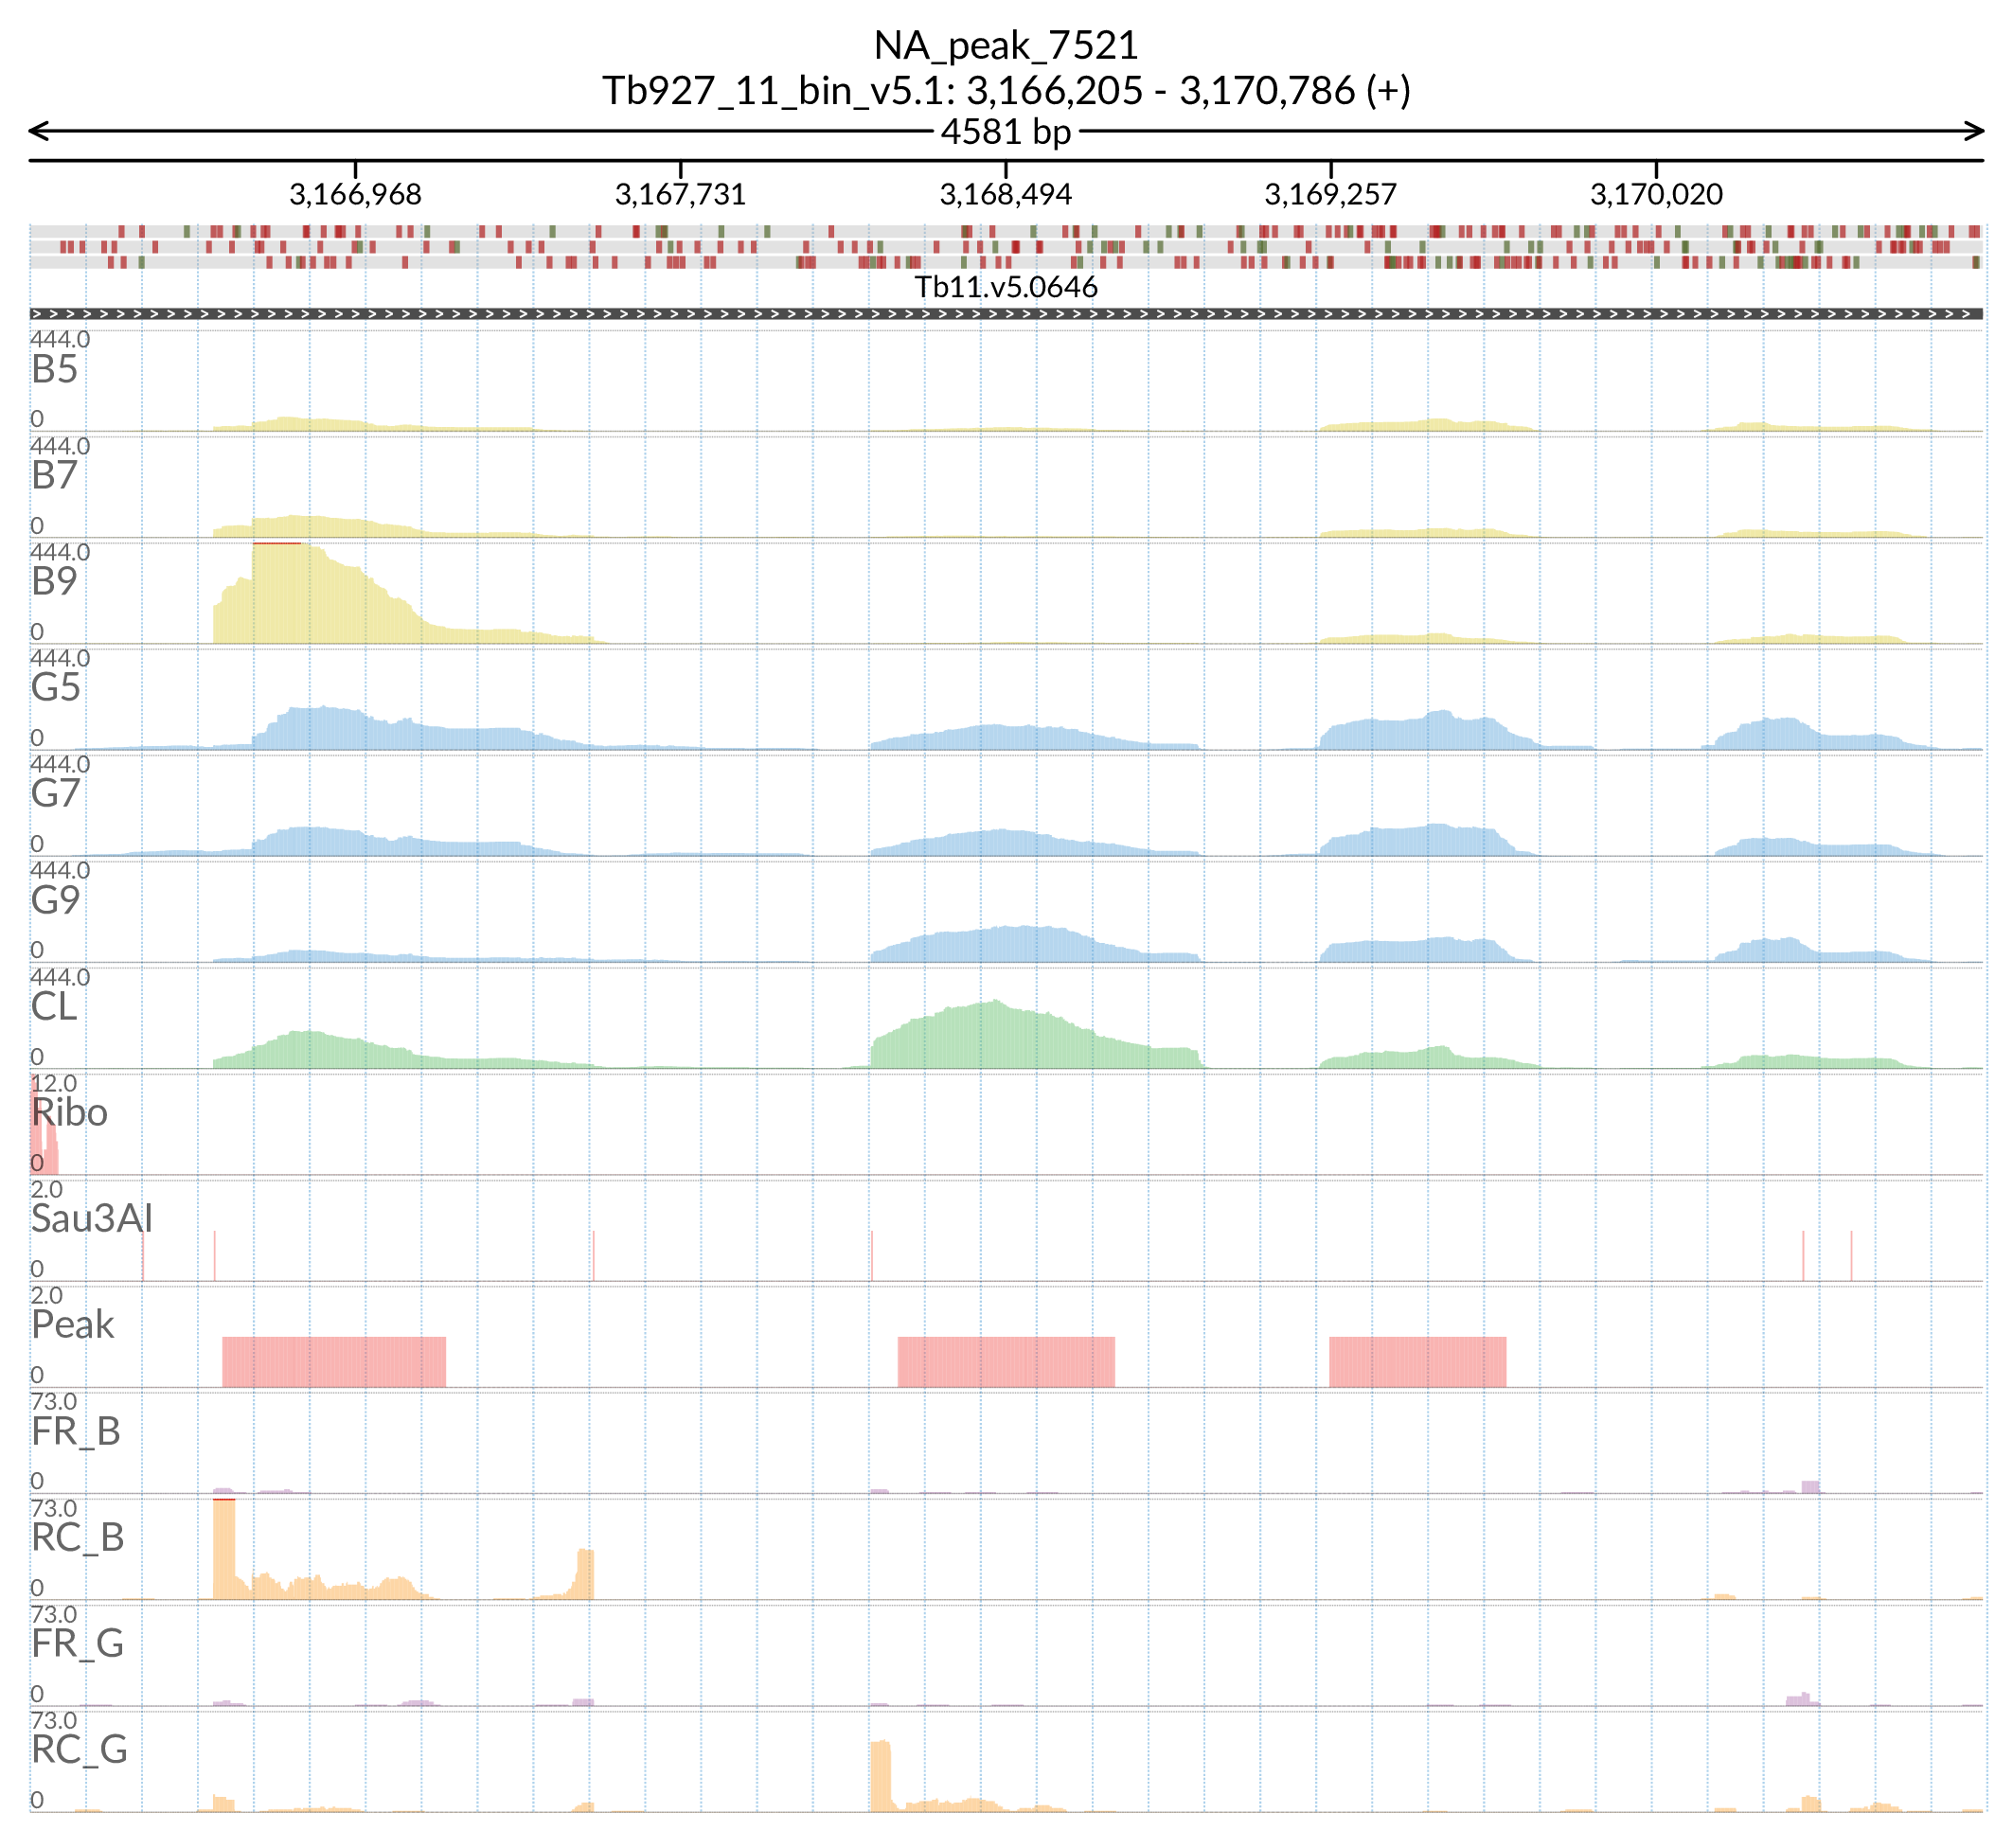 NA_peak_7521
Tb927_11_bin_v5.1: 3,166,205 - 3,170,786 (+)
4581 bp
3,166,968 3,167,731 3,168,494 3,169,257 3,170,020
Tb11.v5.0646
444.0
B5
0
444.0
B7
0
444.0
B9
0
444.0
G5
0
444.0
G7
0
444.0
G9
0
444.0
CL
0
12.0
Ribo
0
2.0
Sau3AI
0
2.0
Peak
0
73.0
FR_B
0
73.0
RC_B
0
73.0
FR_G
0
73.0
RC_G
0